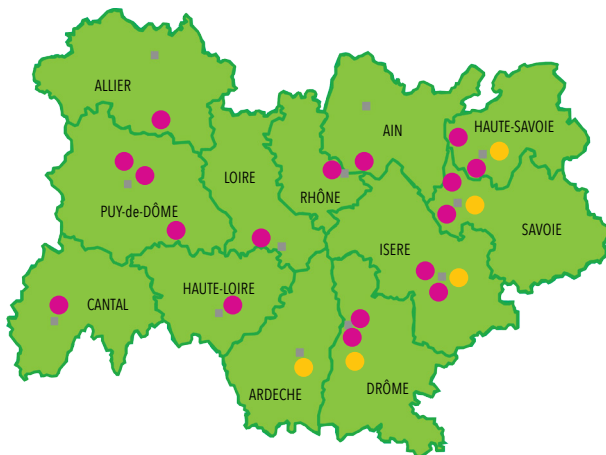 ALLIER
AIN
HAUTE-SAVOIE
LOIRE
RHÔNE
PUY-de-DÔME
SAVOIE
ISERE
HAUTE-LOIRE
CANTAL
DRÔME
ARDECHE